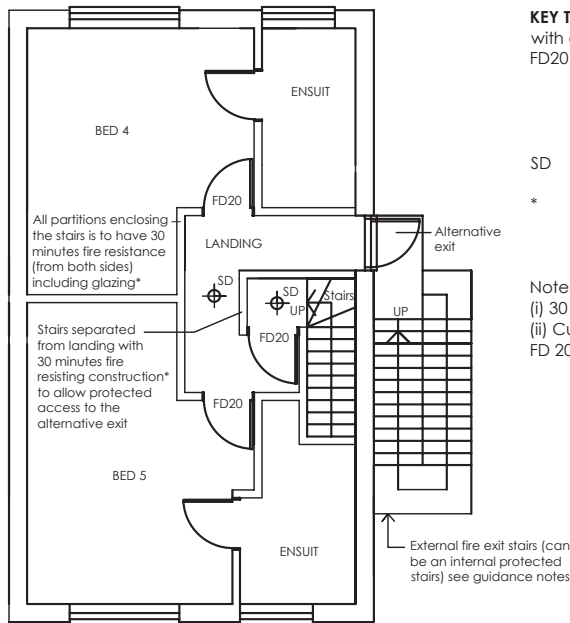 ENSUIT
BED 4
FD20
All partitions enclosing
the stairs is to have 30
minutes fire resistance
(from both sides)
including glazing*
LANDING
Alternative
exit
SD
SD
UP
Stairs
FD20
UP
Stairs separated
from landing with
30 minutes fire
resisting construction*
to allow protected
access to the
alternative exit
FD20
BED 5
ENSUIT
External fire exit stairs (can
be an internal protected
stairs) see guidance notes
KEY T
with
FD20
SD
*
Note
(i) 30
(ii) Cu
FD 20